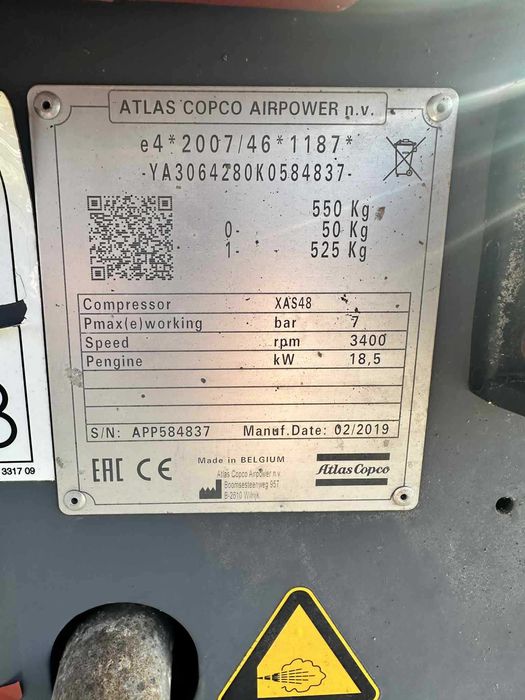 ATLAS COPCO AIRPOWER n.v.
e4*2007/46*1187*
-YA3064280K0584837-
550 Kg
0- 50 Kg
1- 525 Kg
Compressor XAS48
Pmax(e)working bar 7
Speed rpm 3400
Pengine kW 18,5
S/N: APP584837 Manuf.Date: 02/2019
EAC CE
Made in BELGIUM
Atlas Copco Airpower n.v.
Boomsesteenweg 957
B-2610 Wilrijk
Atlas Copco
3317 09